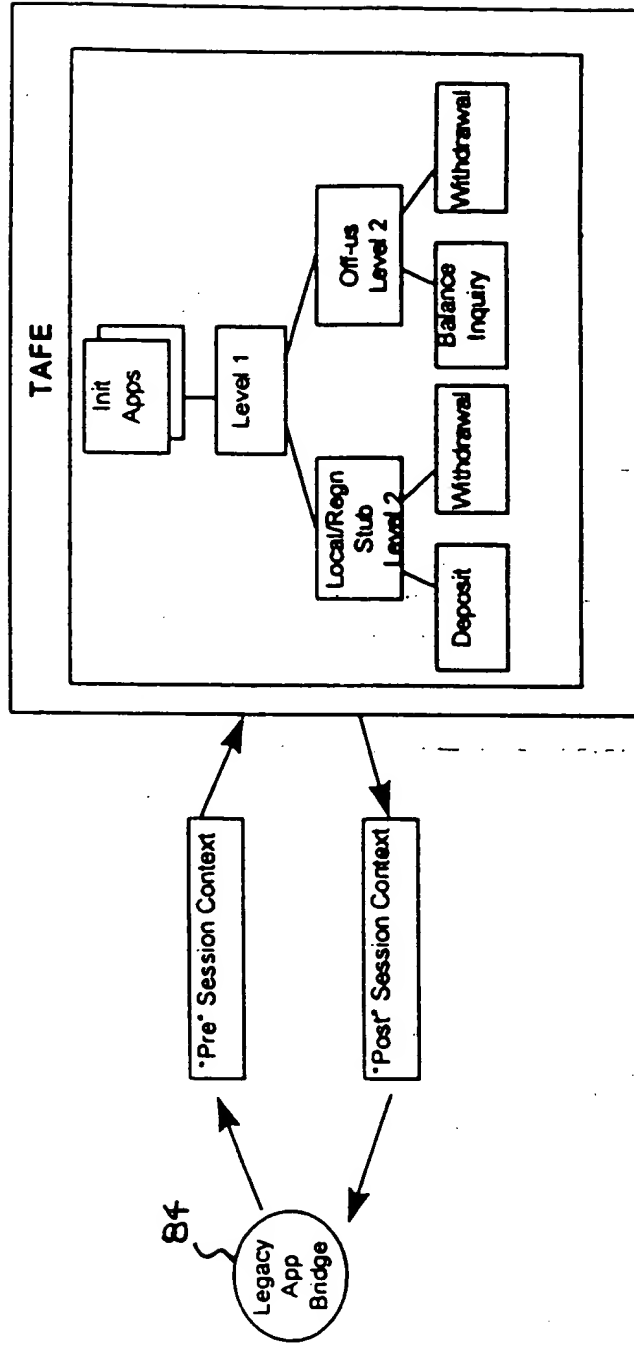 TAFE
Init
Apps
Level 1
Local/Regn
Stub
Level 2
Off-us
Level 2
Deposit
Withdrawal
Balance
Inquiry
Withdrawal
"Pre" Session Context
"Post" Session Context
84
Legacy
App
Bridge